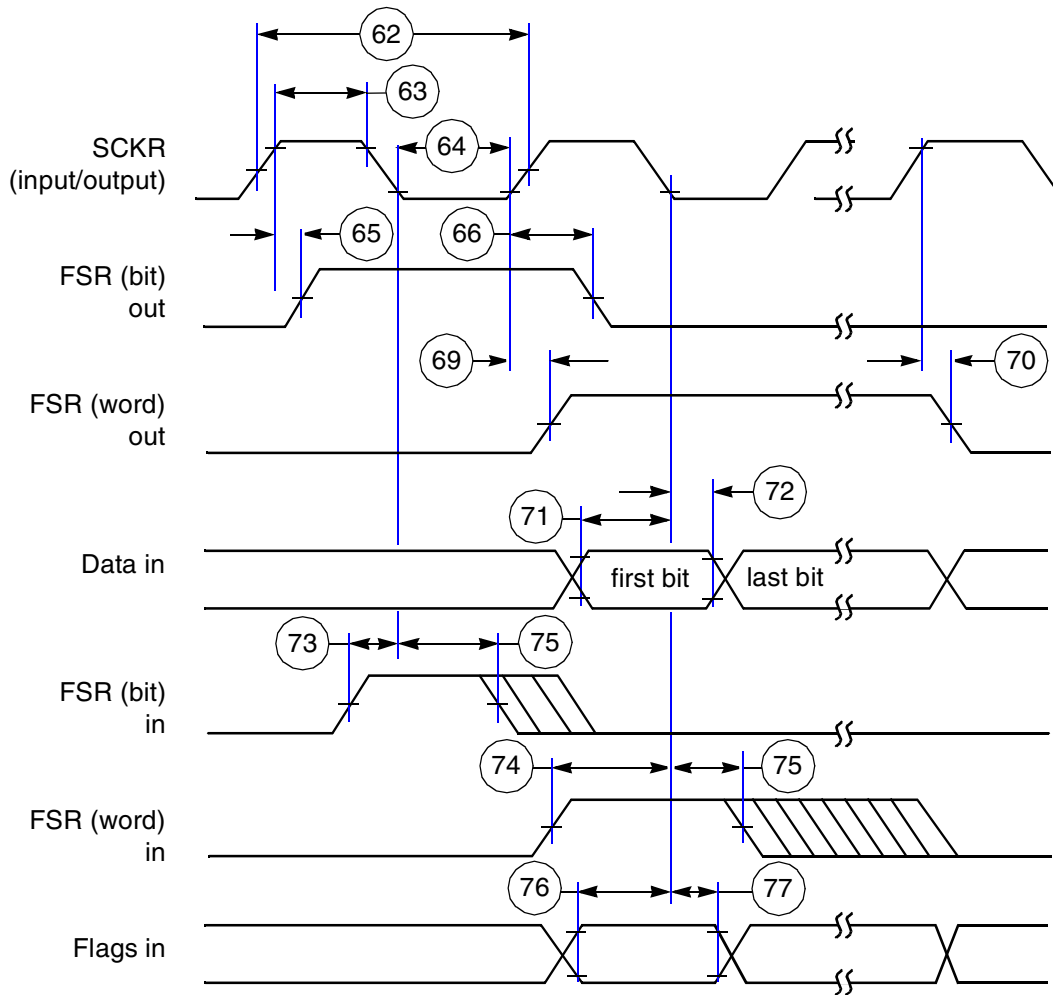 62
63
SCKR
(input/output)
64
65
66
FSR (bit)
out
69
70
FSR (word)
out
71
72
Data in
first bit
last bit
73
75
FSR (bit)
in
74
75
FSR (word)
in
76
77
Flags in